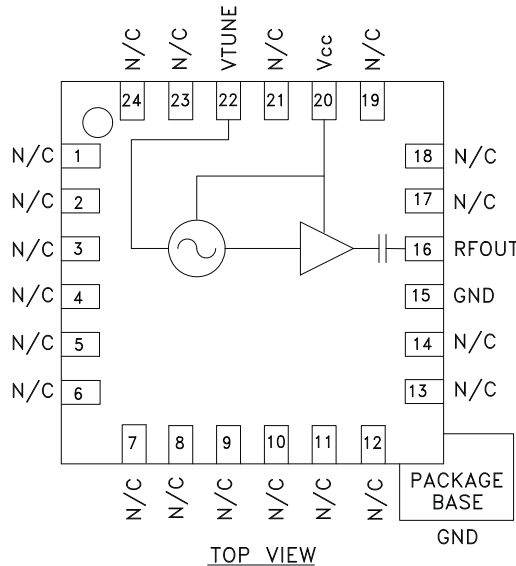 N/C
N/C
VTUNE
N/C
Vcc
N/C
24
23
22
21
20
19
N/C 1
18 N/C
N/C 2
17 N/C
N/C 3
16 RFOUT
N/C 4
15 GND
N/C 5
14 N/C
N/C 6
13 N/C
7
8
9
10
11
12
N/C
N/C
N/C
N/C
N/C
N/C
PACKAGE
BASE
GND
TOP VIEW